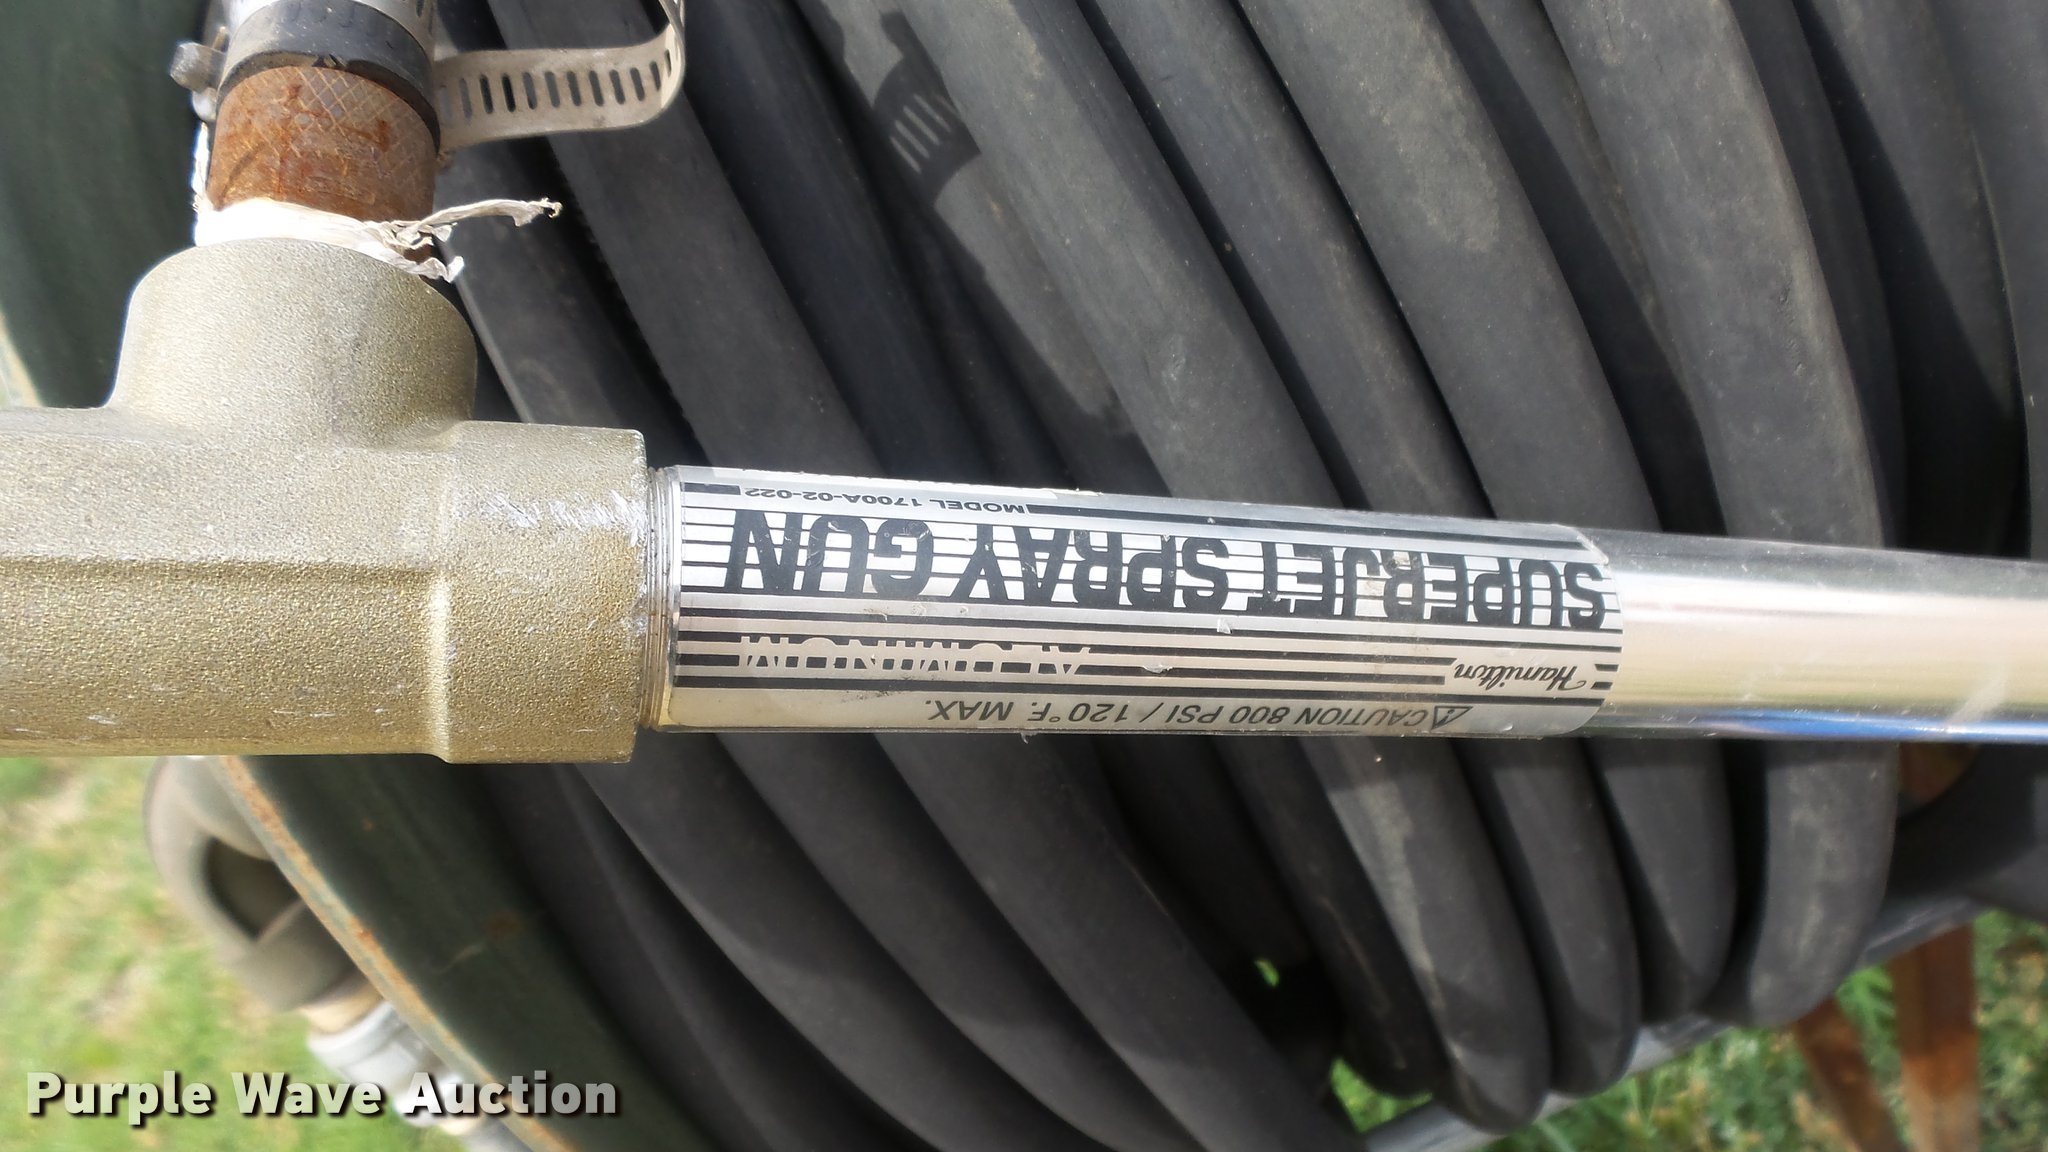 ⚠CAUTION 800 PSI / 120°F. MAX.
Hamilton
ALUMINUM
SUPERJET SPRAY GUN
MODEL 1700A-02-022
Purple Wave Auction